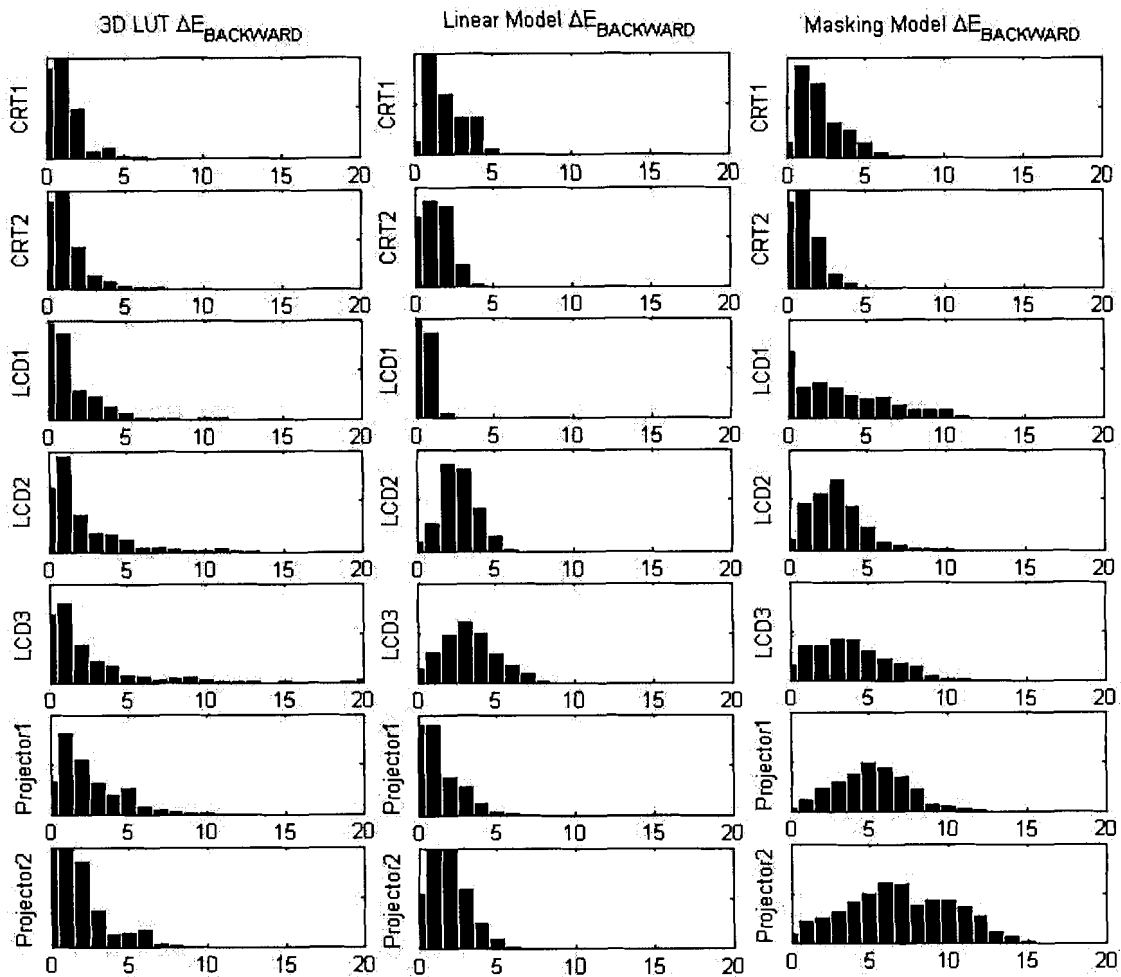 3D LUT ΔE_BACKWARD Linear Model ΔE_BACKWARD Masking Model ΔE_BACKWARD
CRT1 CRT1 CRT1
0 5 10 15 20 0 5 10 15 20 0 5 10 15 20
CRT2 CRT2 CRT2
0 5 10 15 20 0 5 10 15 20 0 5 10 15 20
LCD1 LCD1 LCD1
0 5 10 15 20 0 5 10 15 20 0 5 10 15 20
LCD2 LCD2 LCD2
0 5 10 15 20 0 5 10 15 20 0 5 10 15 20
LCD3 LCD3 LCD3
0 5 10 15 20 0 5 10 15 20 0 5 10 15 20
Projector1 Projector1 Projector1
0 5 10 15 20 0 5 10 15 20 0 5 10 15 20
Projector2 Projector2 Projector2
0 5 10 15 20 0 5 10 15 20 0 5 10 15 20